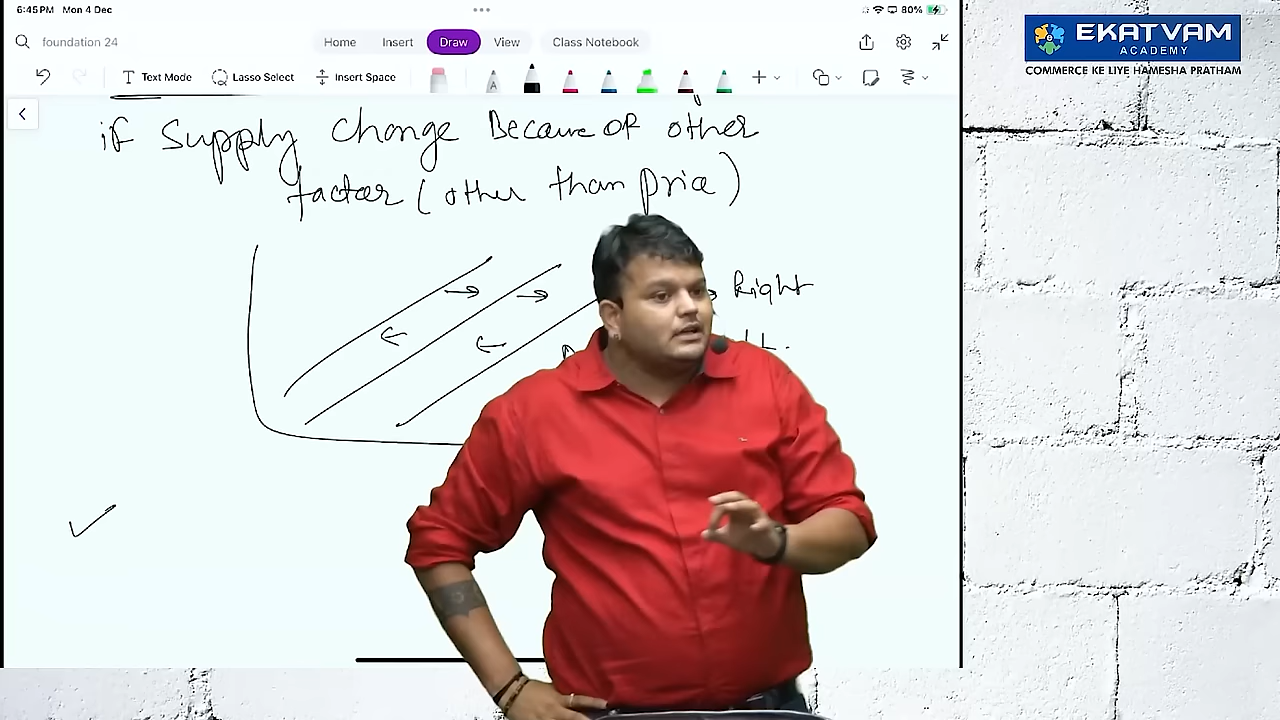 6:45 PM Mon 4 Dec
80%
foundation 24
Home Insert Draw View Class Notebook
Text Mode Lasso Select Insert Space
EKATVAM
ACADEMY
COMMERCE KE LIYE HAMESHA PRATHAM
if Supply change Because OF other
factor (other than price)
Right